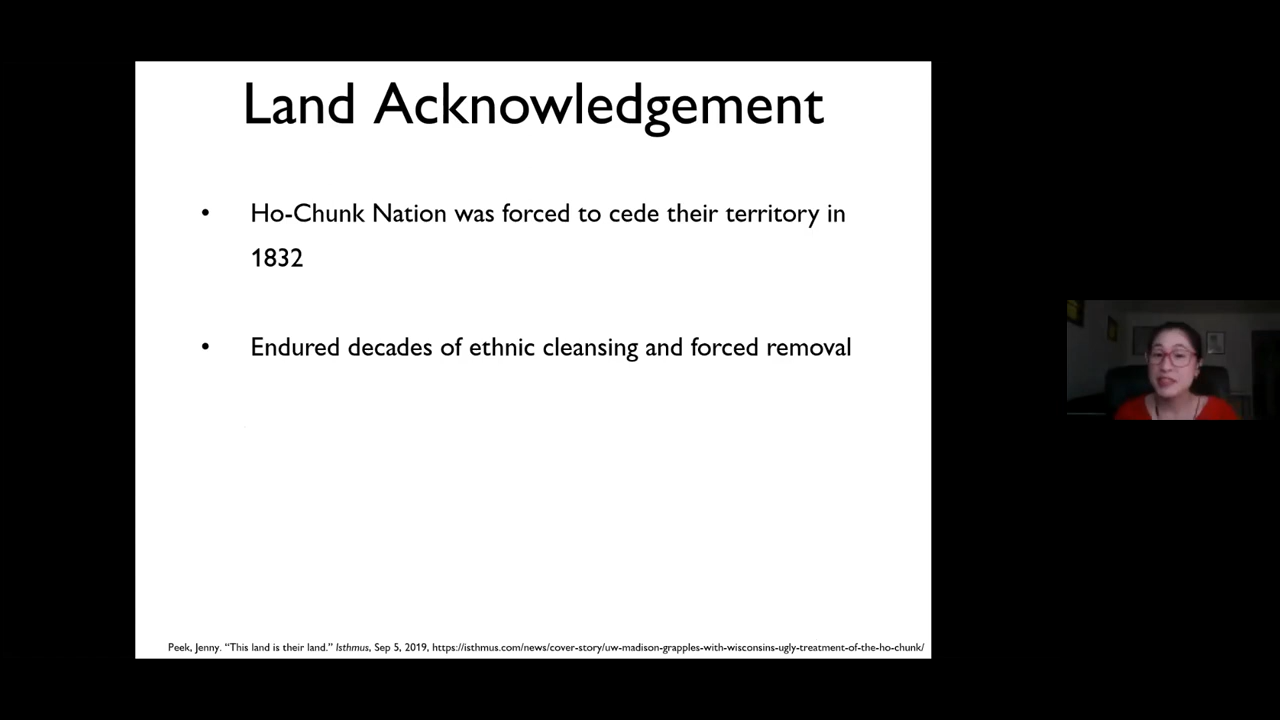 Land Acknowledgement
• Ho-Chunk Nation was forced to cede their territory in
1832
• Endured decades of ethnic cleansing and forced removal
Peek, Jenny. “This land is their land.” Isthmus, Sep 5, 2019, https://isthmus.com/news/cover-story/uw-madison-grapples-with-wisconsins-ugly-treatment-of-the-ho-chunk/